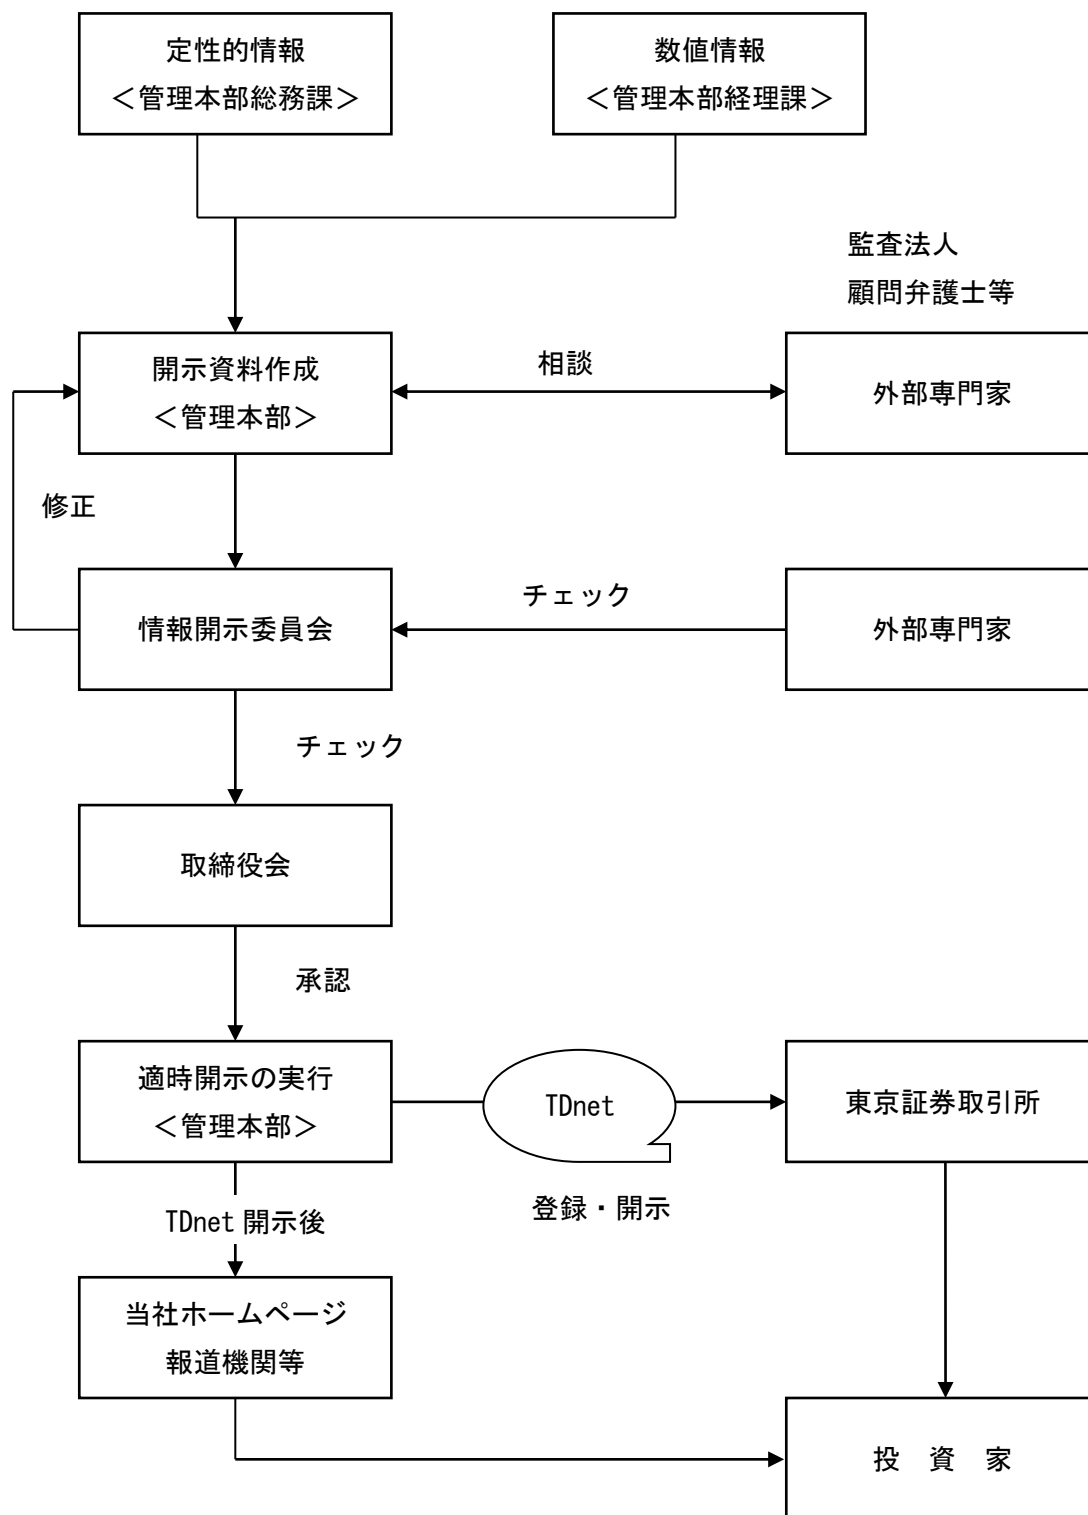 定性的情報
＜管理本部総務課＞
数値情報
＜管理本部経理課＞
監査法人
顧問弁護士等
開示資料作成
＜管理本部＞
相談
外部専門家
修正
情報開示委員会
チェック
外部専門家
チェック
取締役会
承認
適時開示の実行
＜管理本部＞
TDnet
東京証券取引所
登録・開示
TDnet 開示後
当社ホームページ
報道機関等
投　資　家